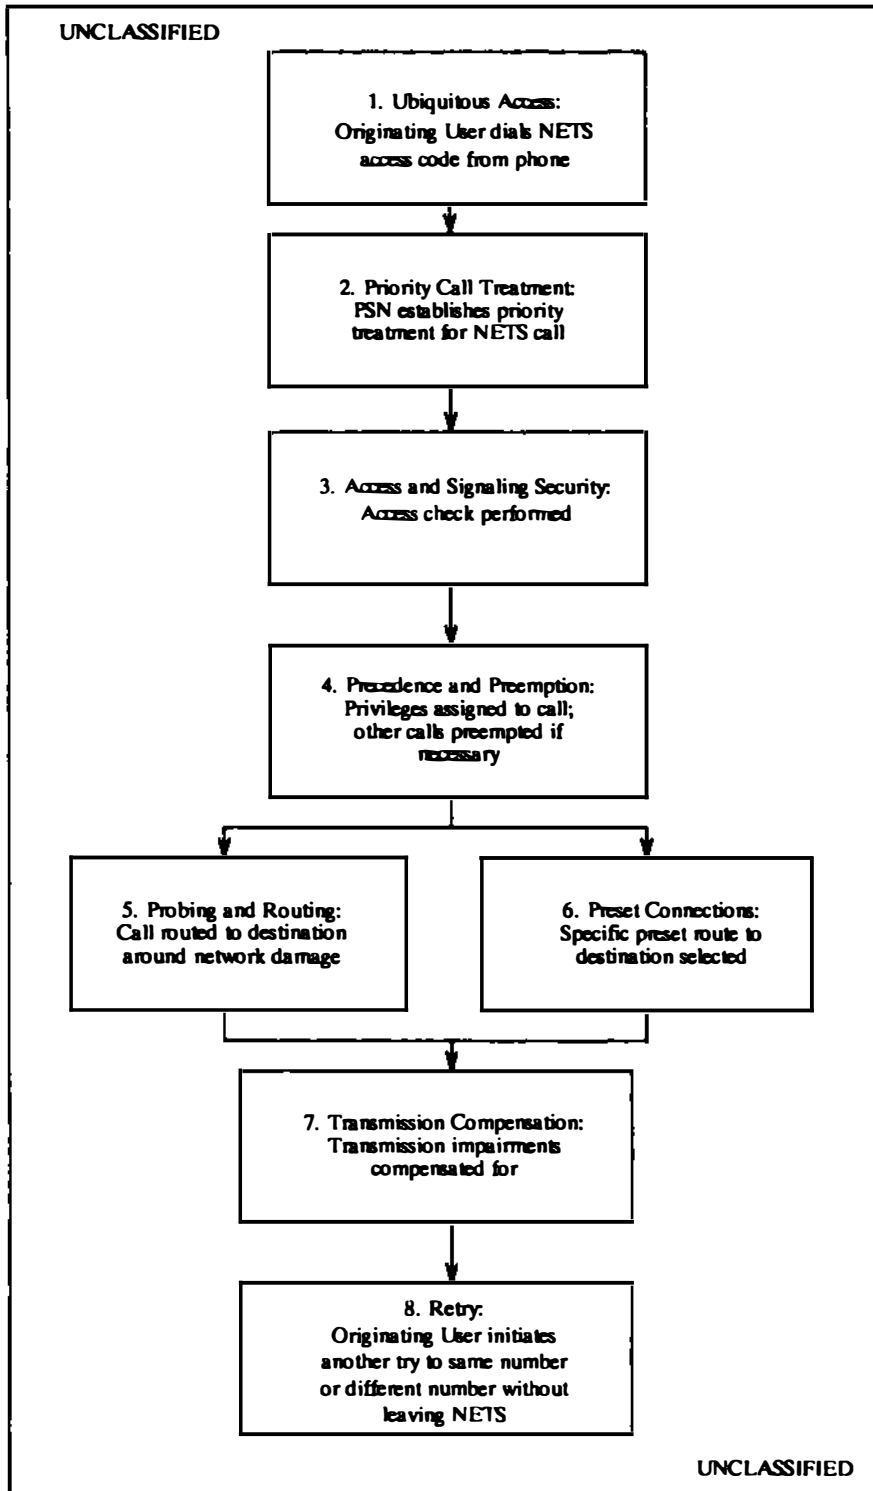 UNCLASSIFIED
1. Ubiquitous Access:
Originating User dials NETS
access code from phone
2. Priority Call Treatment:
PSN establishes priority
treatment for NETS call
3. Access and Signaling Security:
Access check performed
4. Precedence and Preemption:
Privileges assigned to call;
other calls preempted if
necessary
5. Probing and Routing:
Call routed to destination
around network damage
6. Preset Connections:
Specific preset route to
destination selected
7. Transmission Compensation:
Transmission impairments
compensated for
8. Retry:
Originating User initiates
another try to same number
or different number without
leaving NETS
UNCLASSIFIED